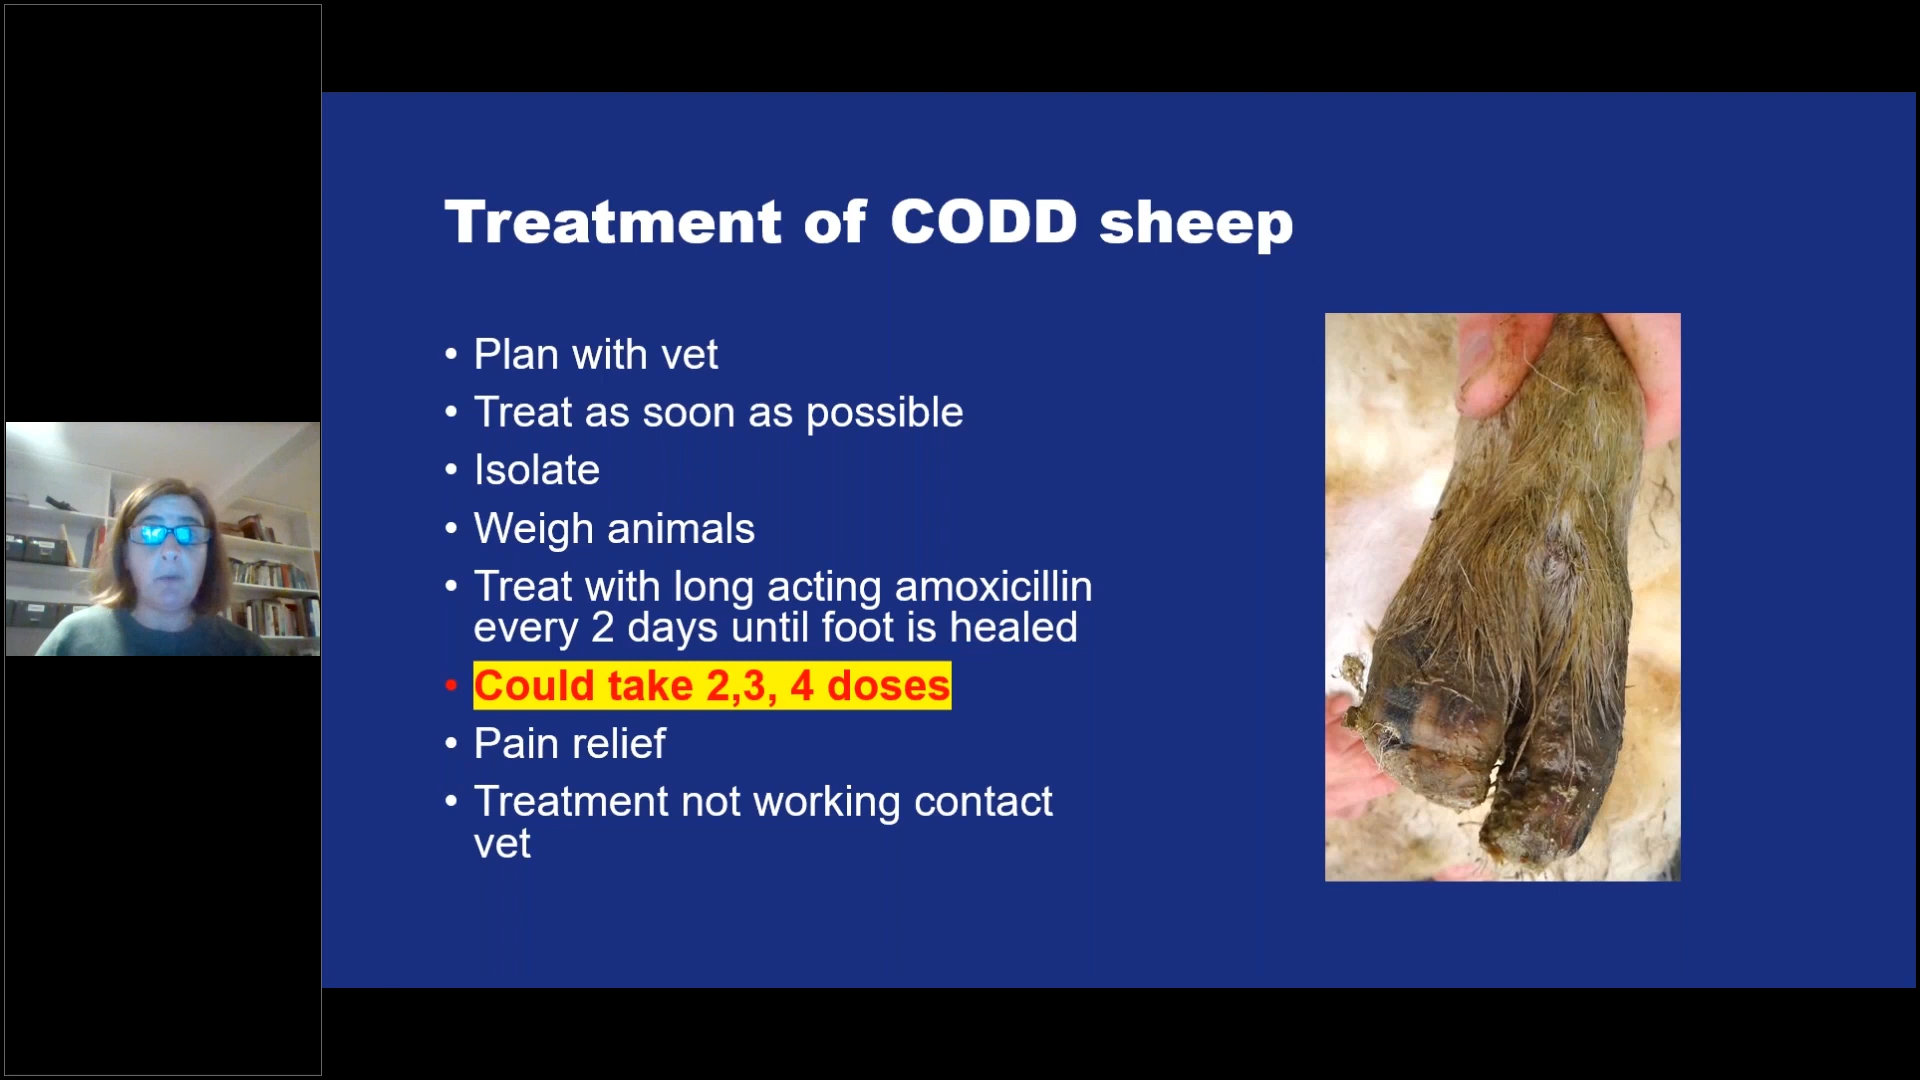 Treatment of CODD sheep
• Plan with vet
• Treat as soon as possible
• Isolate
• Weigh animals
• Treat with long acting amoxicillin
every 2 days until foot is healed
• Could take 2,3, 4 doses
• Pain relief
• Treatment not working contact
vet